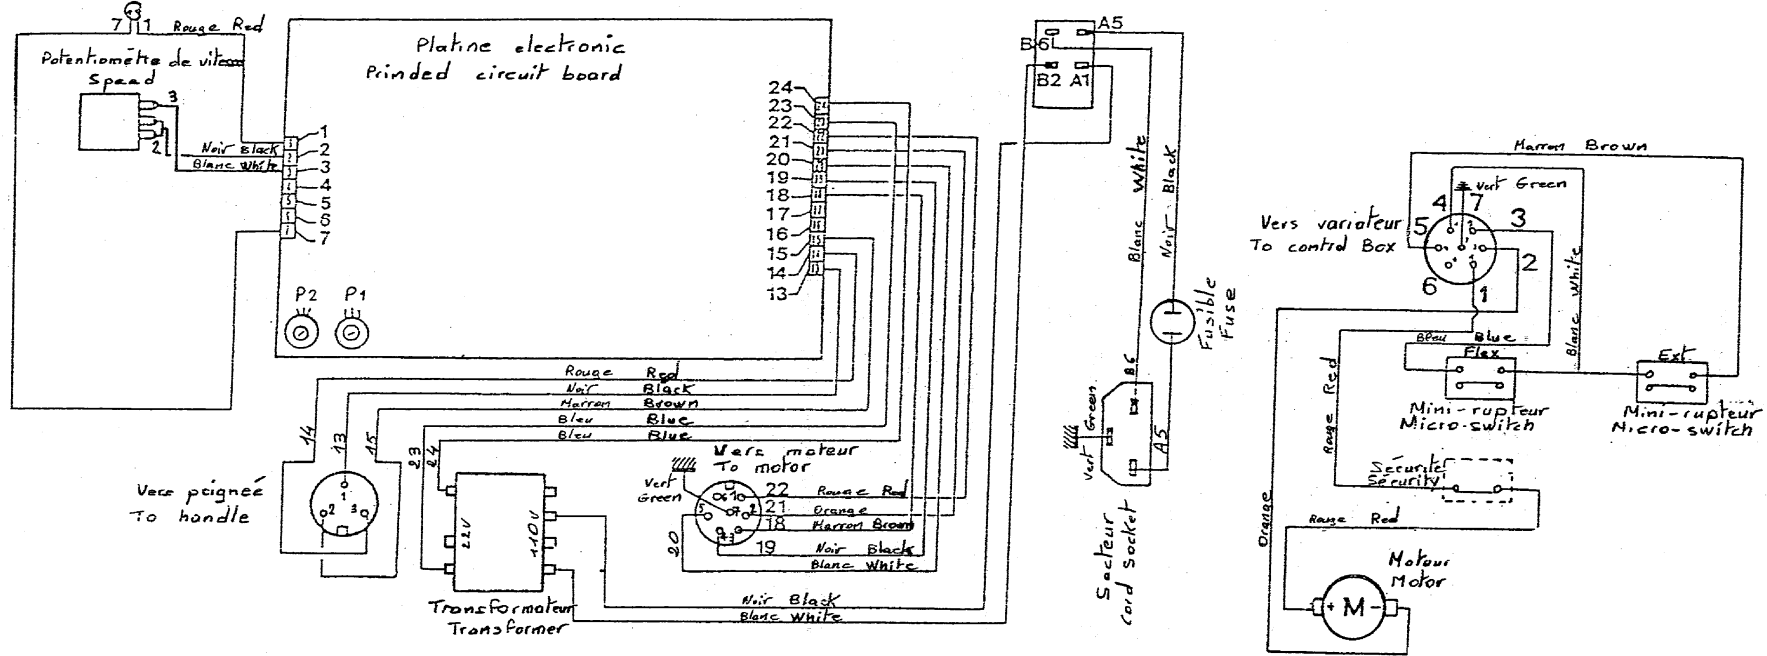 7 1 Rouge Red
Potentiomètre de vitesse
Speed
3
2
Noir Black
Blanc White
Platine electronic
Prinded circuit board
1
2
3
4
5
6
7
P2 P1
24
23
22
21
20
19
18
17
16
15
14
13
A5
B6
B2 A1
Blanc White
Noir Black
Fusible
Fuse
B6
A5
Vert Green
Secteur
Cord Socket
Rouge Red
Noir Black
Marron Brown
Bleu Blue
Bleu Blue
14 13 15 23 24
Vers poigneé
To handle
1
2 3
22V 110V
Transformateur
Transformer
Vers moteur
To motor
Vert
Green
22 Rouge Red
21 Orange
18 Marron Brown
19 Noir Black
20 Blanc White
Noir Black
Blanc White
Marron Brown
Vert Green
4 7
5 3
2
6 1
Vers variateur
To control Box
Blanc White
Bleu Blue
Flex
Ext
Mini-rupteur
Micro-switch
Mini-rupteur
Micro-switch
Rouge Red
Sécurité
Security
Rouge Red
Orange
Moteur
Motor
+ M -